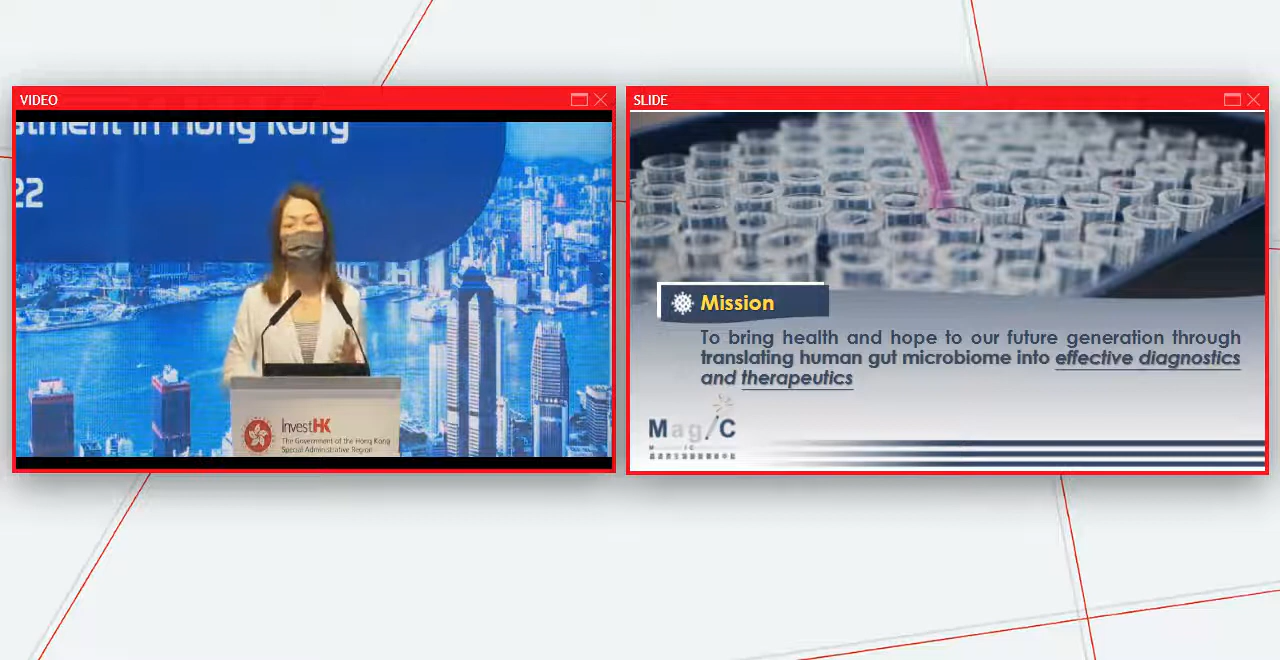 VIDEO
stment in Hong Kong
22
InvestHK
The Government of the Hong Kong
Special Administrative Region
SLIDE
Mission
To bring health and hope to our future generation through
translating human gut microbiome into effective diagnostics
and therapeutics
MagIC